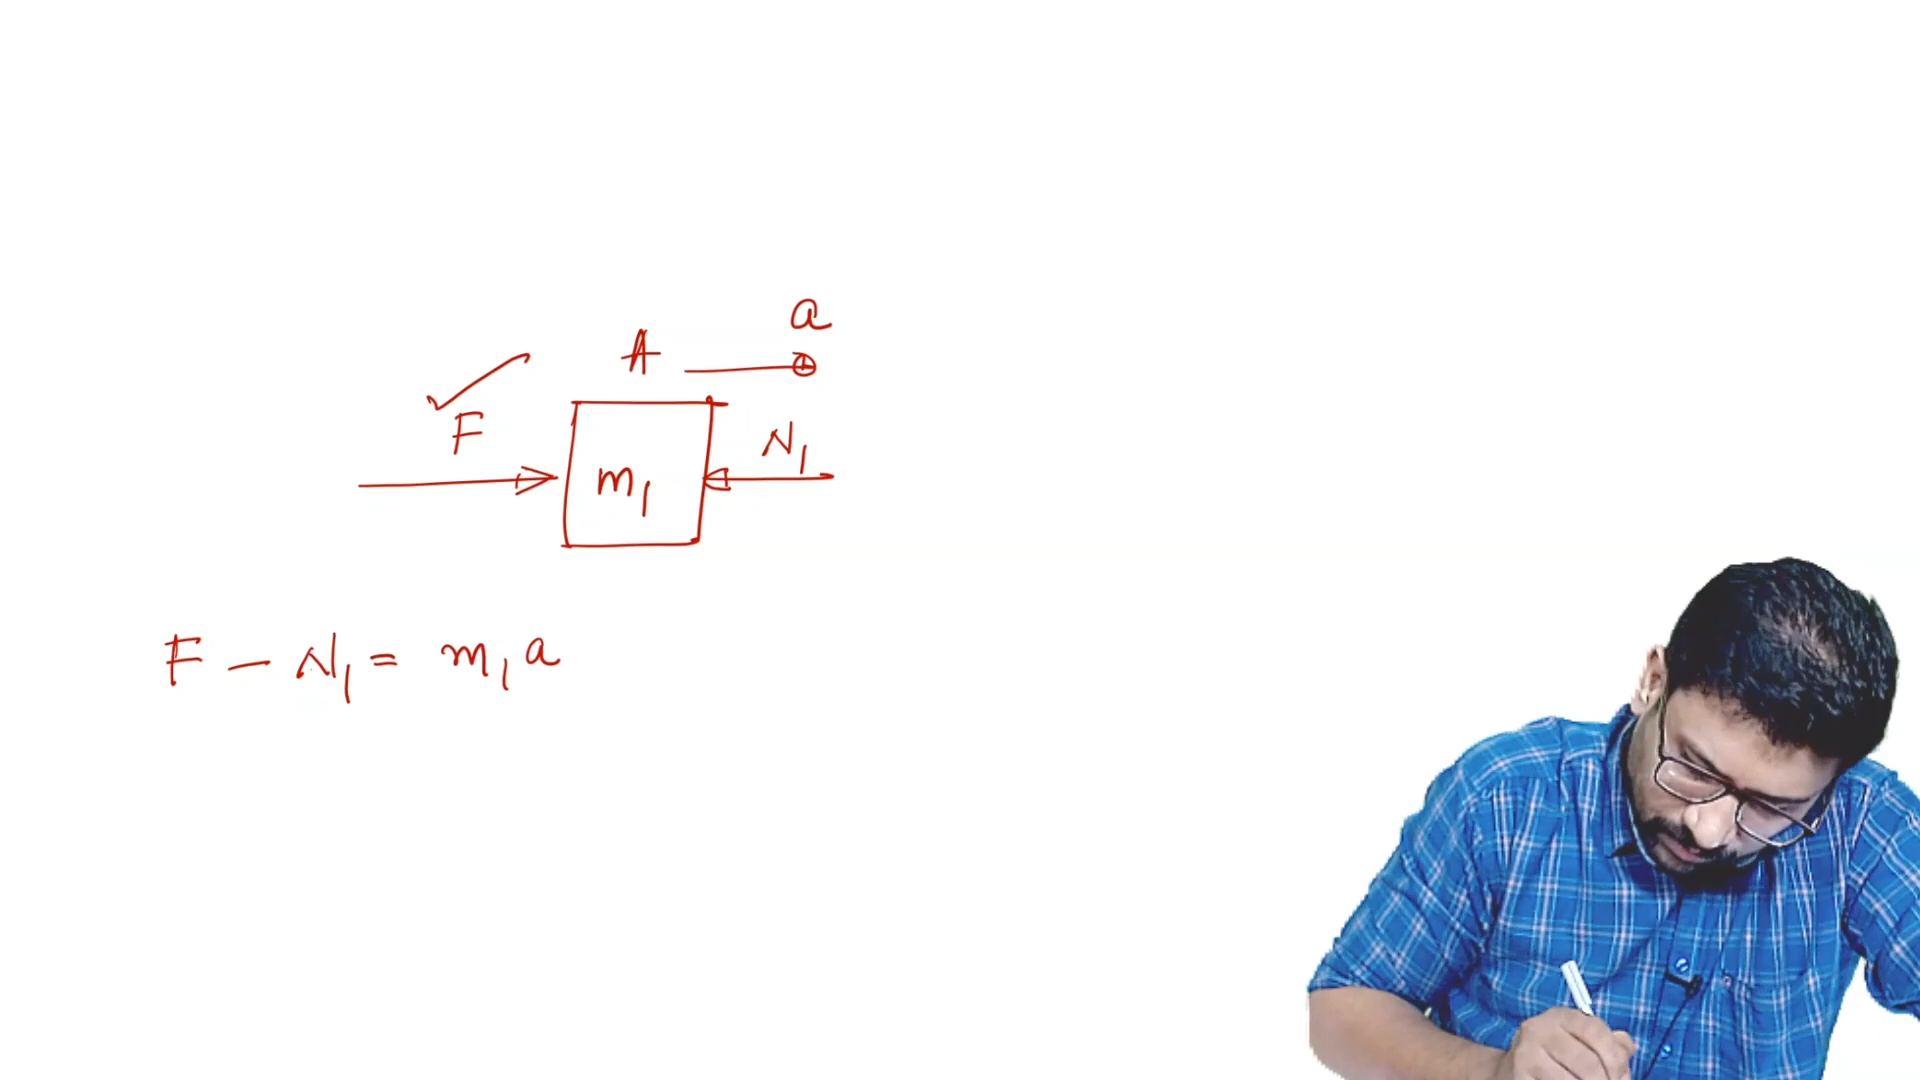 a
A
F
N₁
m₁
F - N₁ = m₁a